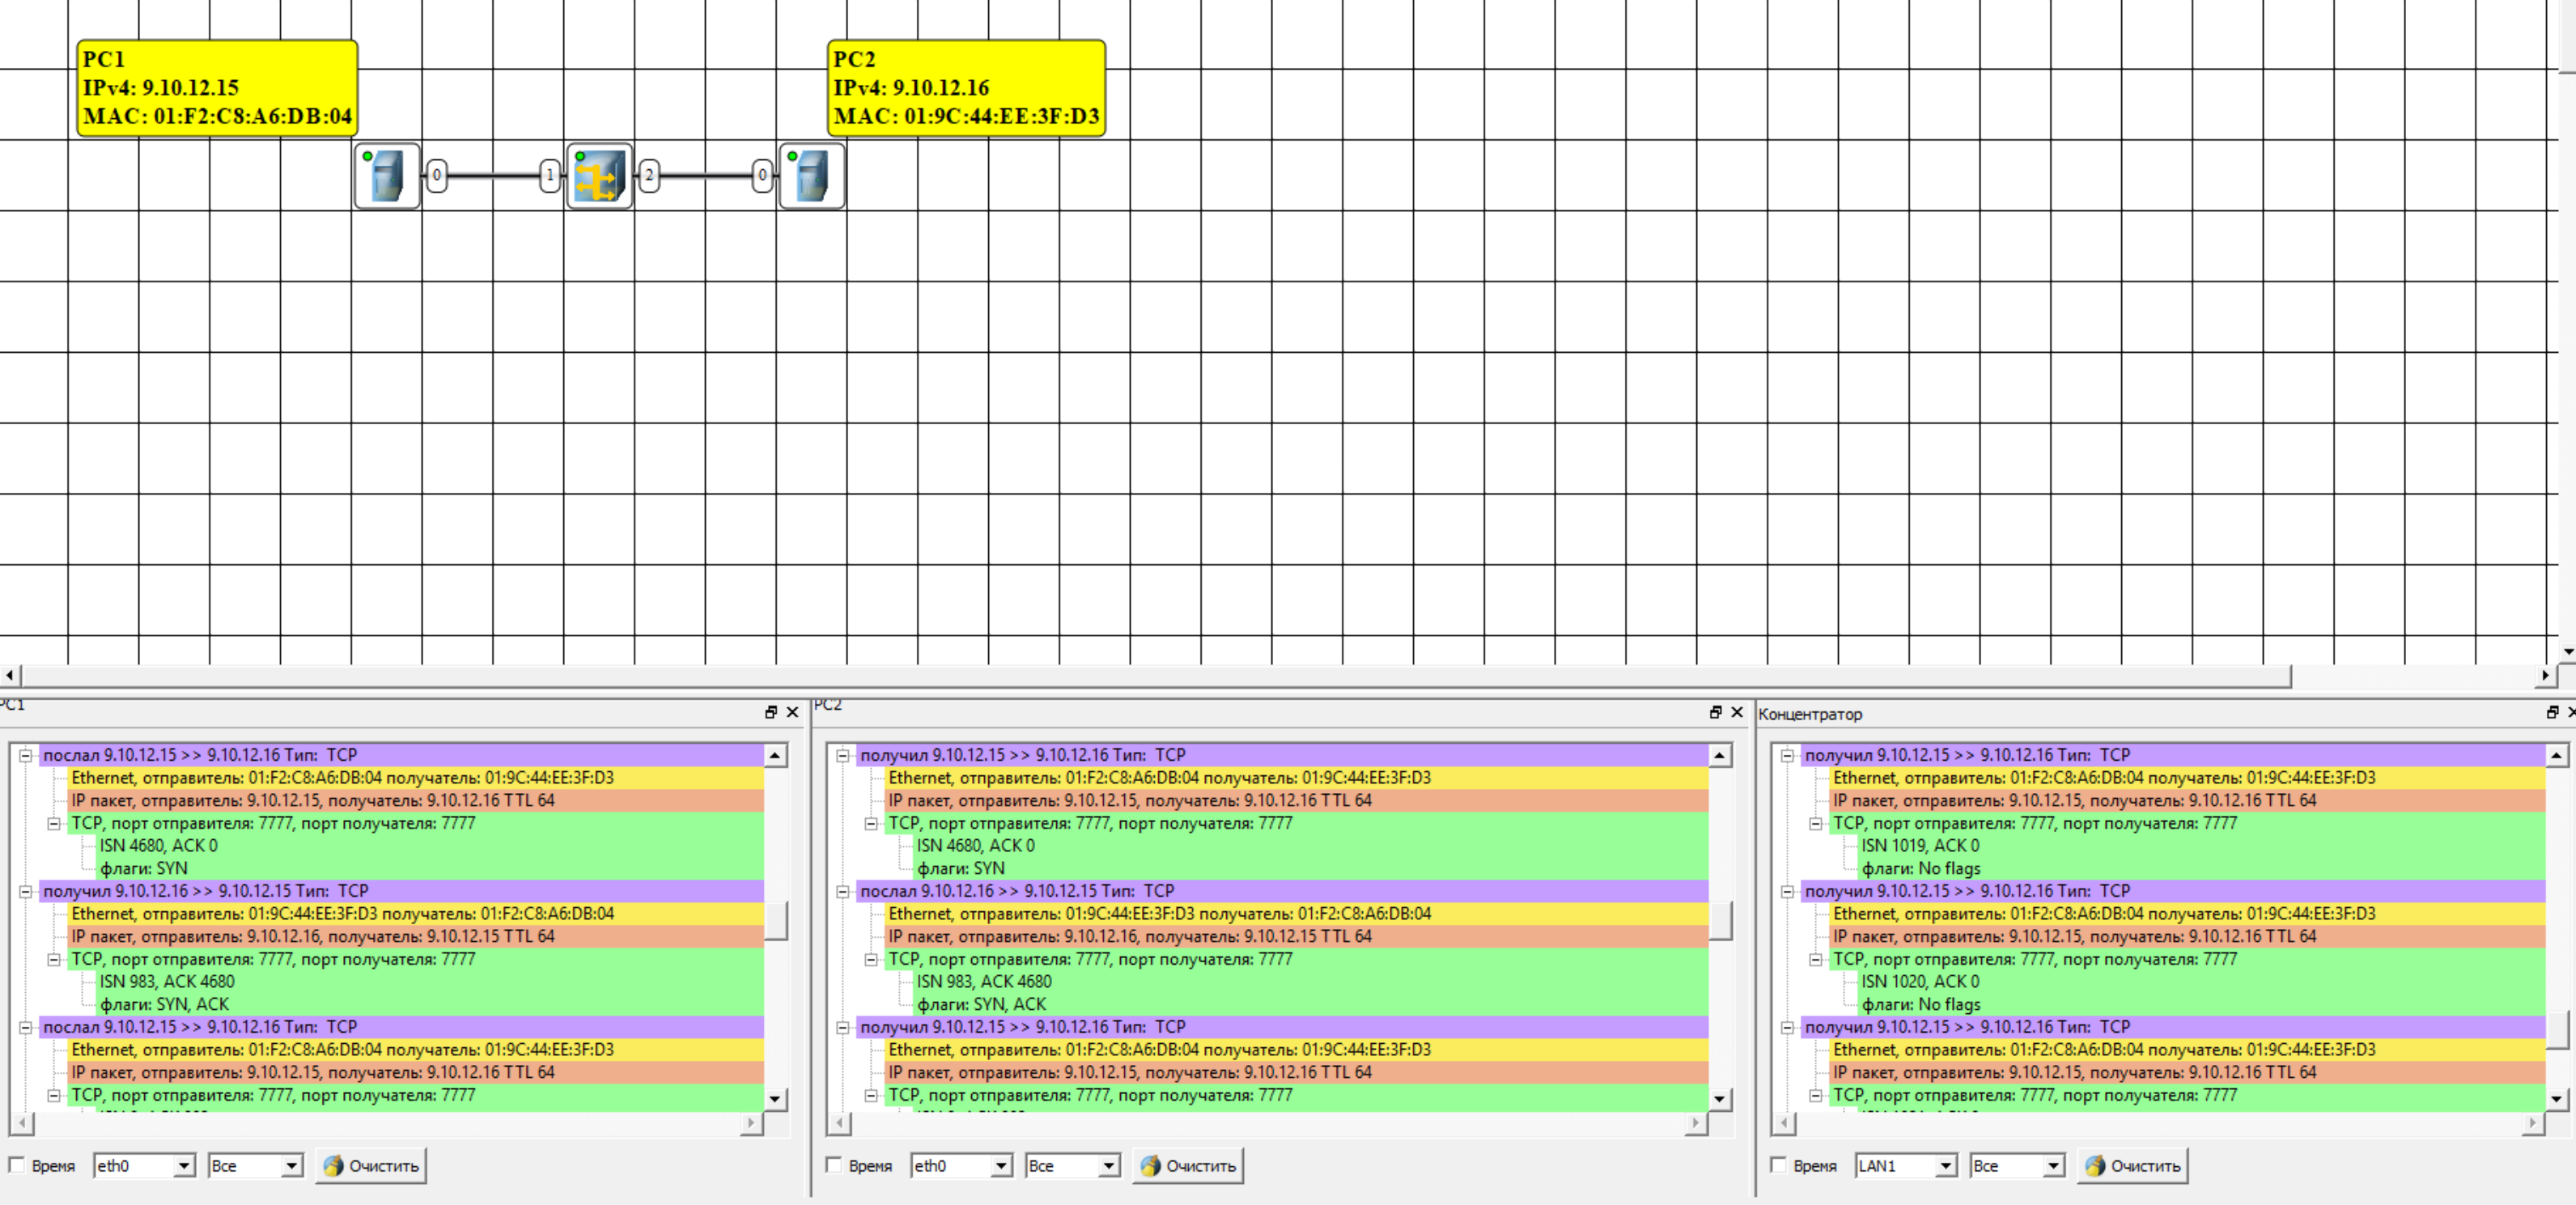 PC1
IPv4: 9.10.12.15
MAC: 01:F2:C8:A6:DB:04
PC2
IPv4: 9.10.12.16
MAC: 01:9C:44:EE:3F:D3
0
1
2
0
PC1
послал 9.10.12.15 >> 9.10.12.16 Тип: TCP
Ethernet, отправитель: 01:F2:C8:A6:DB:04 получатель: 01:9C:44:EE:3F:D3
IP пакет, отправитель: 9.10.12.15, получатель: 9.10.12.16 TTL 64
TCP, порт отправителя: 7777, порт получателя: 7777
ISN 4680, ACK 0
флаги: SYN
получил 9.10.12.16 >> 9.10.12.15 Тип: TCP
Ethernet, отправитель: 01:9C:44:EE:3F:D3 получатель: 01:F2:C8:A6:DB:04
IP пакет, отправитель: 9.10.12.16, получатель: 9.10.12.15 TTL 64
TCP, порт отправителя: 7777, порт получателя: 7777
ISN 983, ACK 4680
флаги: SYN, ACK
послал 9.10.12.15 >> 9.10.12.16 Тип: TCP
Ethernet, отправитель: 01:F2:C8:A6:DB:04 получатель: 01:9C:44:EE:3F:D3
IP пакет, отправитель: 9.10.12.15, получатель: 9.10.12.16 TTL 64
TCP, порт отправителя: 7777, порт получателя: 7777
Время eth0 Все Очистить
PC2
получил 9.10.12.15 >> 9.10.12.16 Тип: TCP
Ethernet, отправитель: 01:F2:C8:A6:DB:04 получатель: 01:9C:44:EE:3F:D3
IP пакет, отправитель: 9.10.12.15, получатель: 9.10.12.16 TTL 64
TCP, порт отправителя: 7777, порт получателя: 7777
ISN 4680, ACK 0
флаги: SYN
послал 9.10.12.16 >> 9.10.12.15 Тип: TCP
Ethernet, отправитель: 01:9C:44:EE:3F:D3 получатель: 01:F2:C8:A6:DB:04
IP пакет, отправитель: 9.10.12.16, получатель: 9.10.12.15 TTL 64
TCP, порт отправителя: 7777, порт получателя: 7777
ISN 983, ACK 4680
флаги: SYN, ACK
получил 9.10.12.15 >> 9.10.12.16 Тип: TCP
Ethernet, отправитель: 01:F2:C8:A6:DB:04 получатель: 01:9C:44:EE:3F:D3
IP пакет, отправитель: 9.10.12.15, получатель: 9.10.12.16 TTL 64
TCP, порт отправителя: 7777, порт получателя: 7777
Время eth0 Все Очистить
Концентратор
получил 9.10.12.15 >> 9.10.12.16 Тип: TCP
Ethernet, отправитель: 01:F2:C8:A6:DB:04 получатель: 01:9C:44:EE:3F:D3
IP пакет, отправитель: 9.10.12.15, получатель: 9.10.12.16 TTL 64
TCP, порт отправителя: 7777, порт получателя: 7777
ISN 1019, ACK 0
флаги: No flags
получил 9.10.12.15 >> 9.10.12.16 Тип: TCP
Ethernet, отправитель: 01:F2:C8:A6:DB:04 получатель: 01:9C:44:EE:3F:D3
IP пакет, отправитель: 9.10.12.15, получатель: 9.10.12.16 TTL 64
TCP, порт отправителя: 7777, порт получателя: 7777
ISN 1020, ACK 0
флаги: No flags
получил 9.10.12.15 >> 9.10.12.16 Тип: TCP
Ethernet, отправитель: 01:F2:C8:A6:DB:04 получатель: 01:9C:44:EE:3F:D3
IP пакет, отправитель: 9.10.12.15, получатель: 9.10.12.16 TTL 64
TCP, порт отправителя: 7777, порт получателя: 7777
Время LAN1 Все Очистить